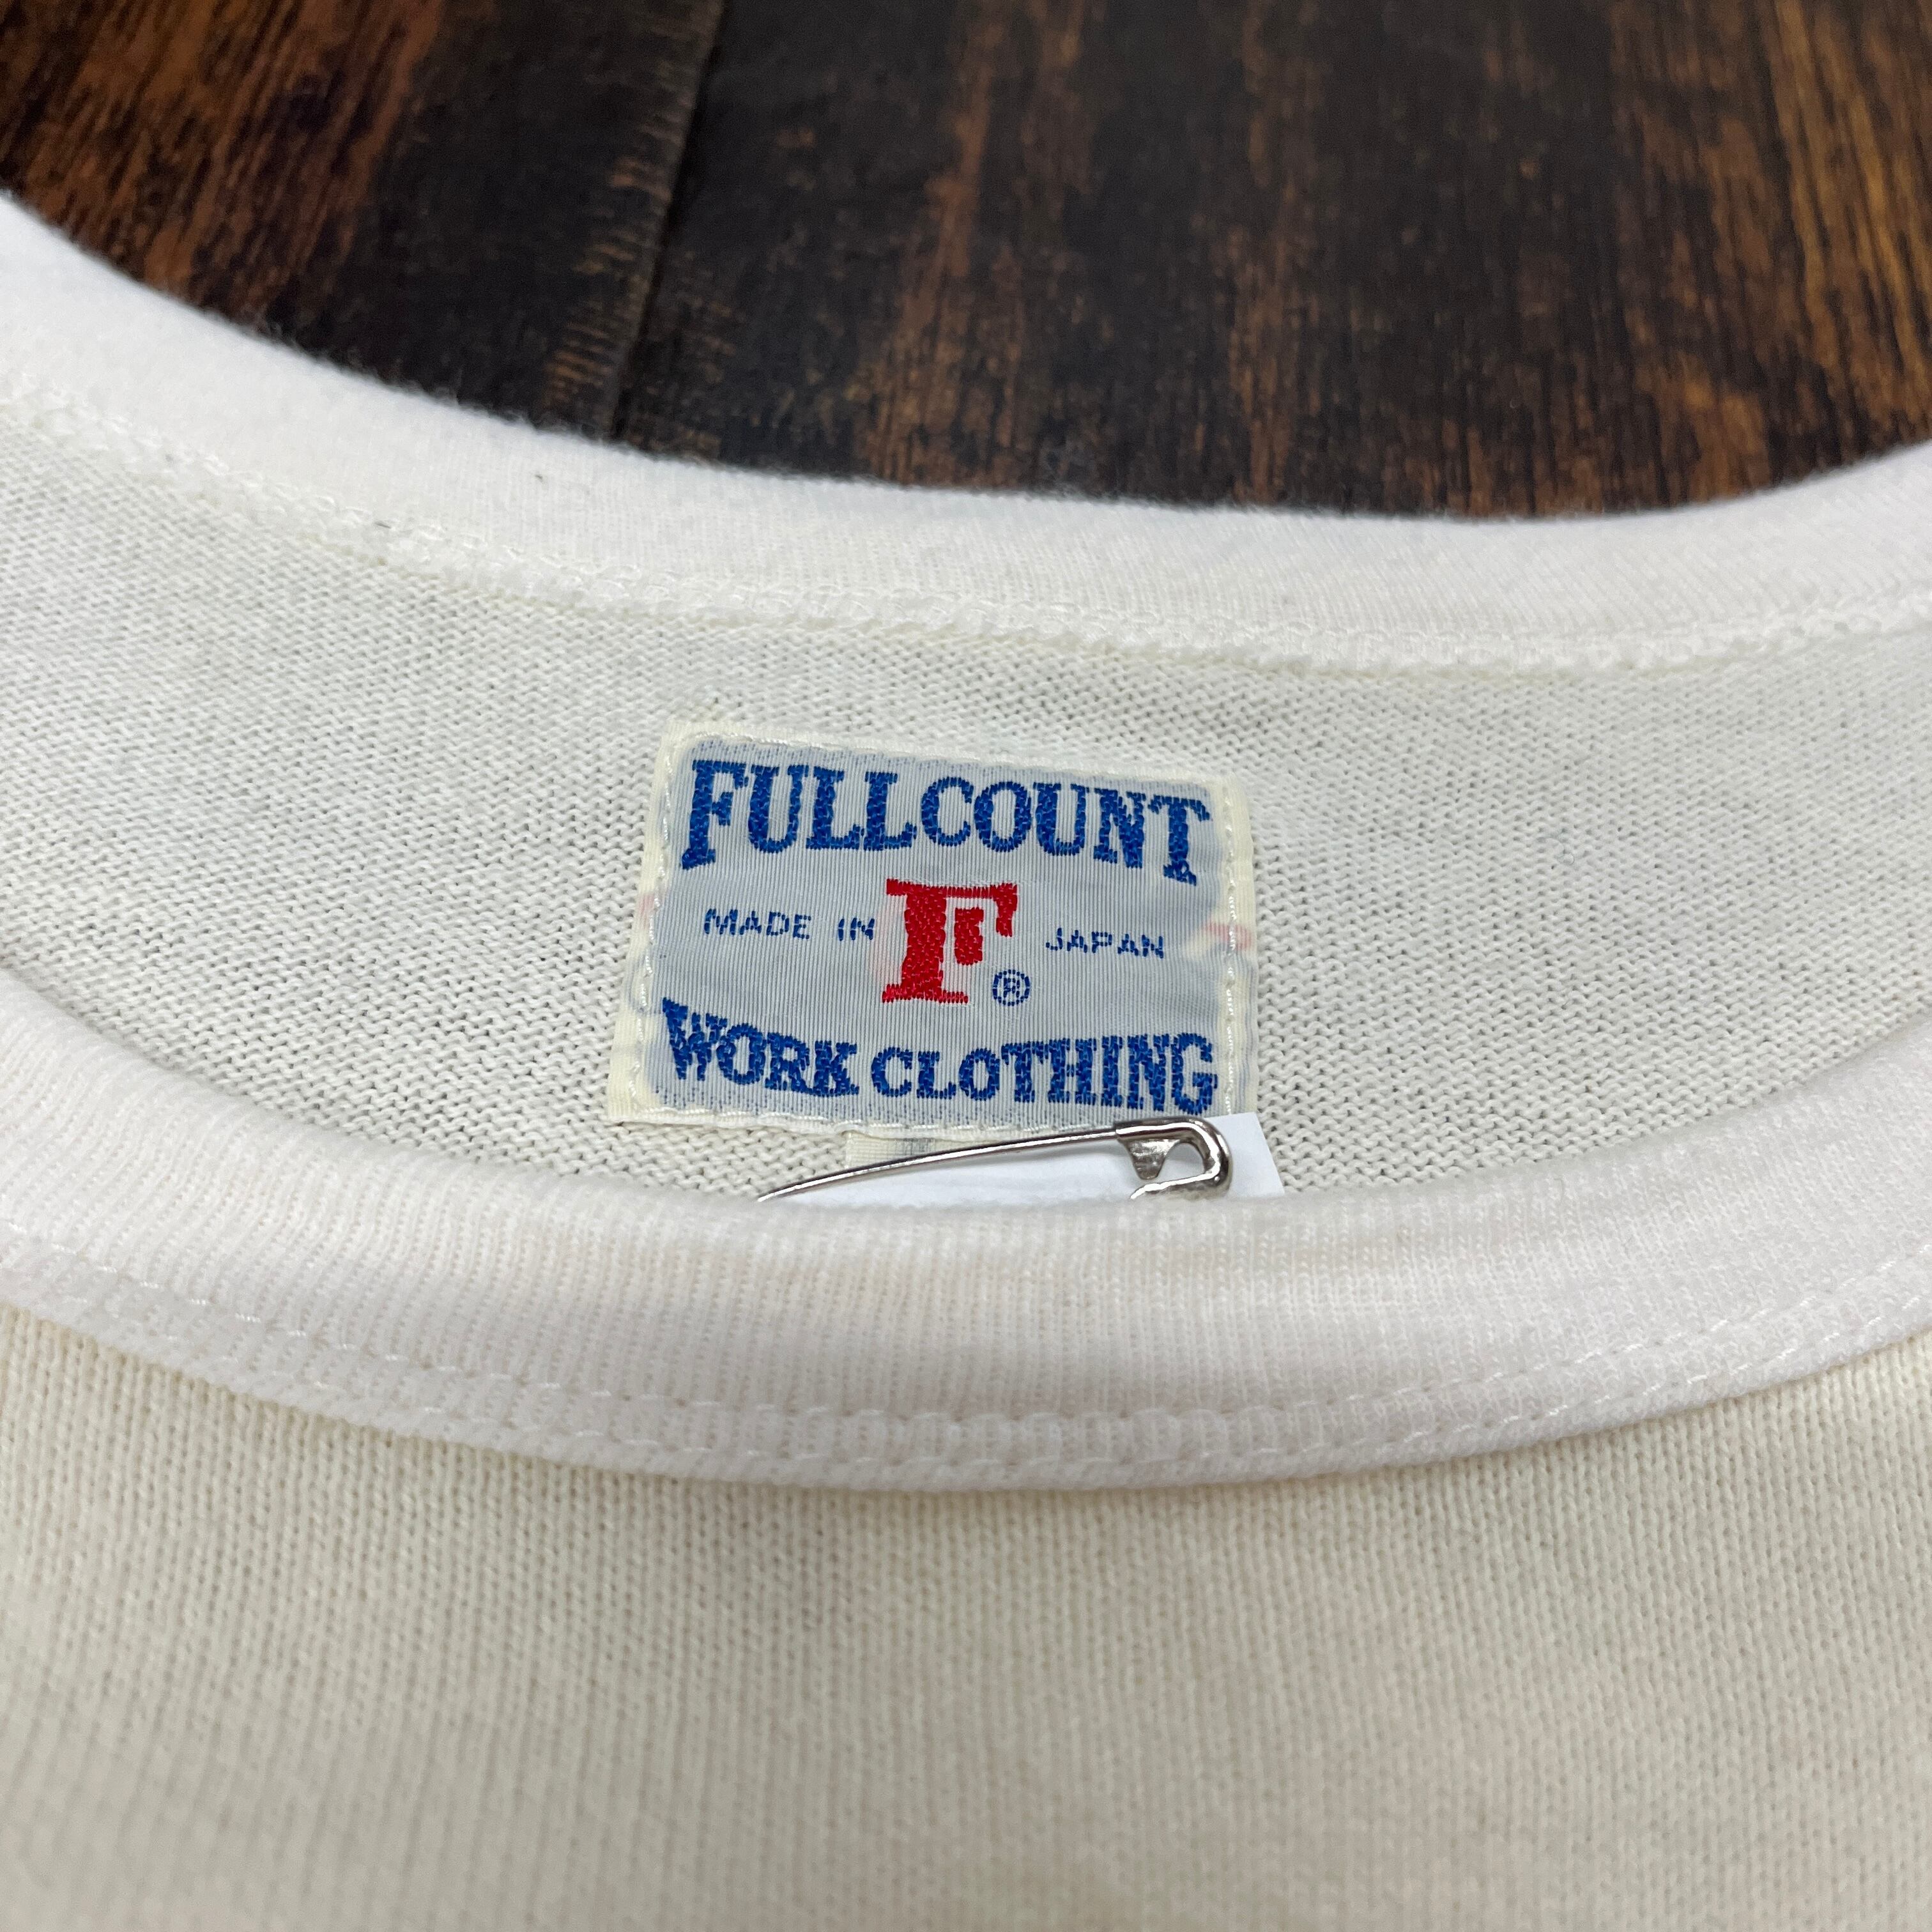 FULLCOUNT
MADE IN F JAPAN
®
WORK CLOTHING